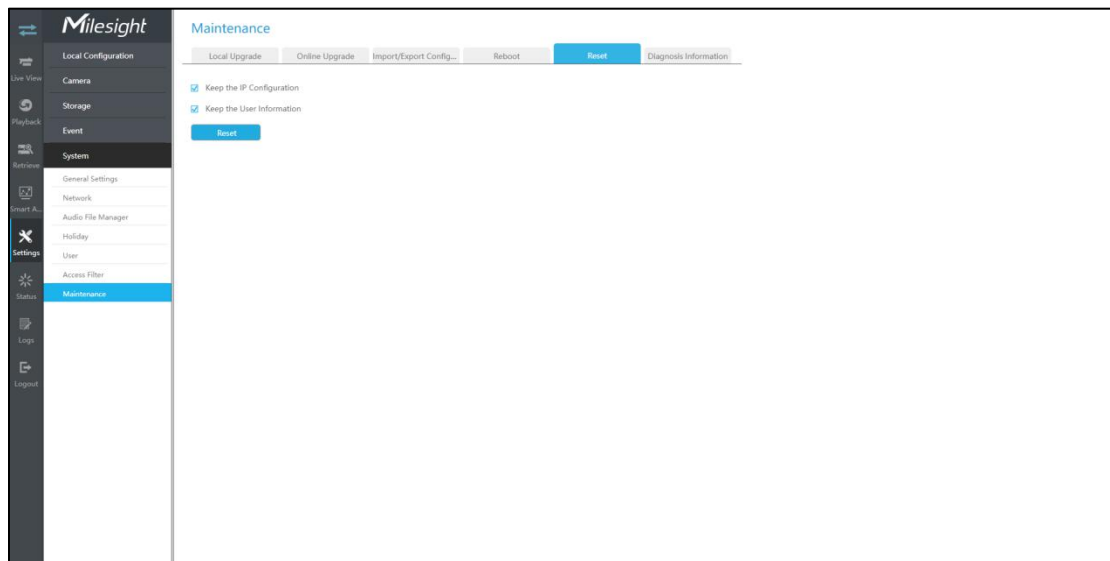 Milesight
Maintenance
Local Upgrade
Online Upgrade
Import/Export Config...
Reboot
Reset
Diagnosis Information
Keep the IP Configuration
Keep the User Information
Reset
Live View
Playback
Retrieve
Smart A...
Settings
Status
Logs
Logout
Local Configuration
Camera
Storage
Event
System
General Settings
Network
Audio File Manager
Holiday
User
Access Filter
Maintenance